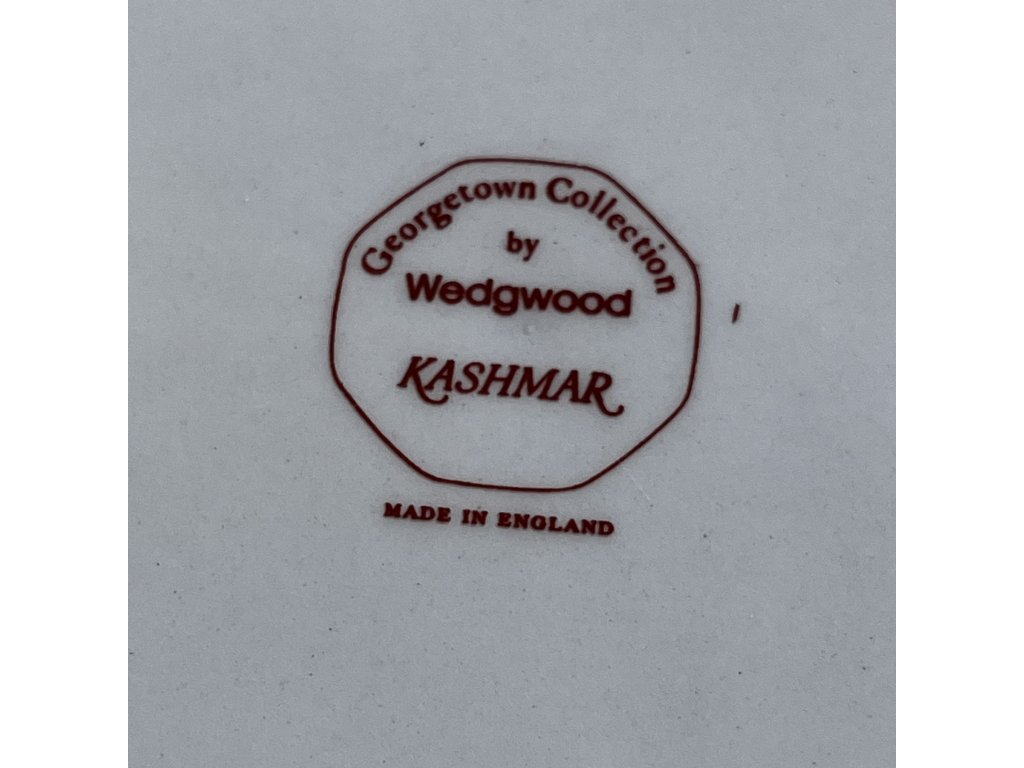 Georgetown Collection
by
Wedgwood
KASHMAR
MADE IN ENGLAND